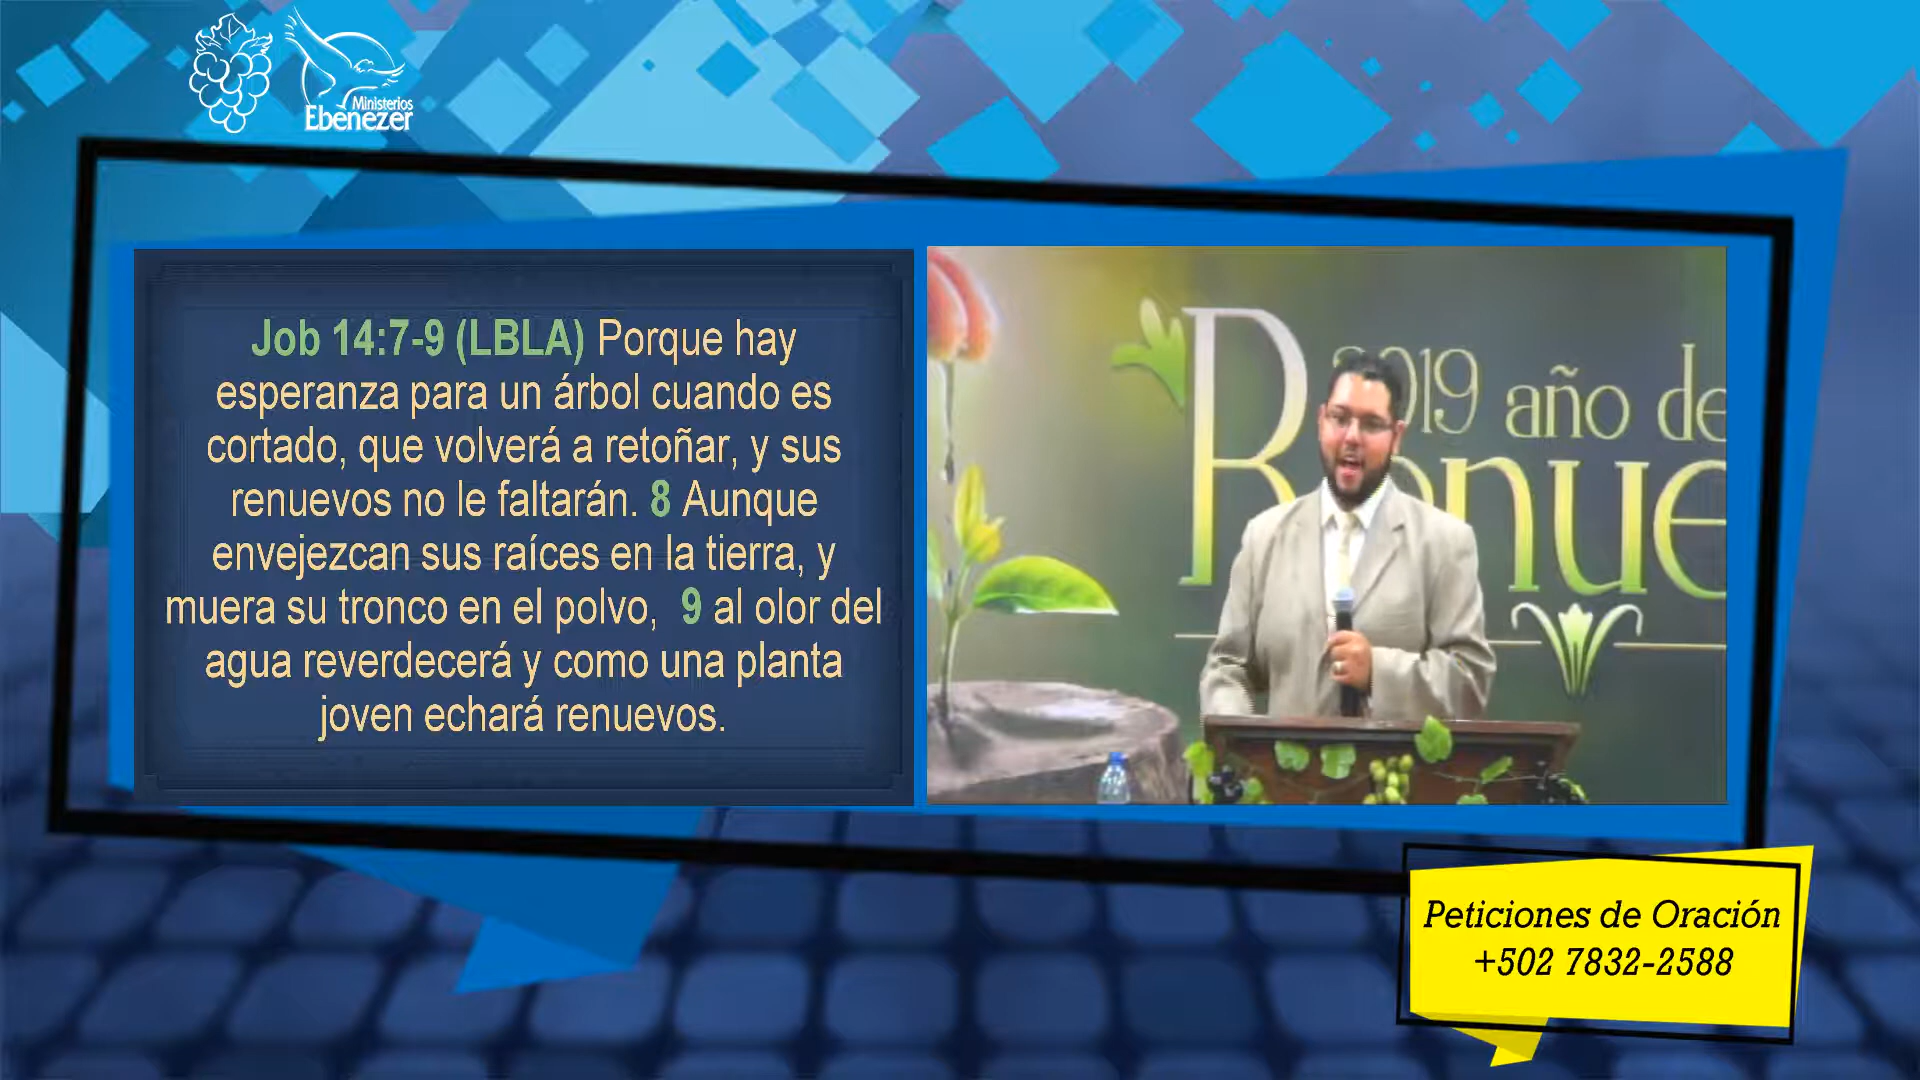 Ministerios
Ebenezer
Job 14:7-9 (LBLA) Porque hay
esperanza para un árbol cuando es
cortado, que volverá a retoñar, y sus
renuevos no le faltarán. 8 Aunque
envejezcan sus raíces en la tierra, y
muera su tronco en el polvo, 9 al olor del
agua reverdecerá y como una planta
joven echará renuevos.
2019 año de
Renue
Peticiones de Oración
+502 7832-2588